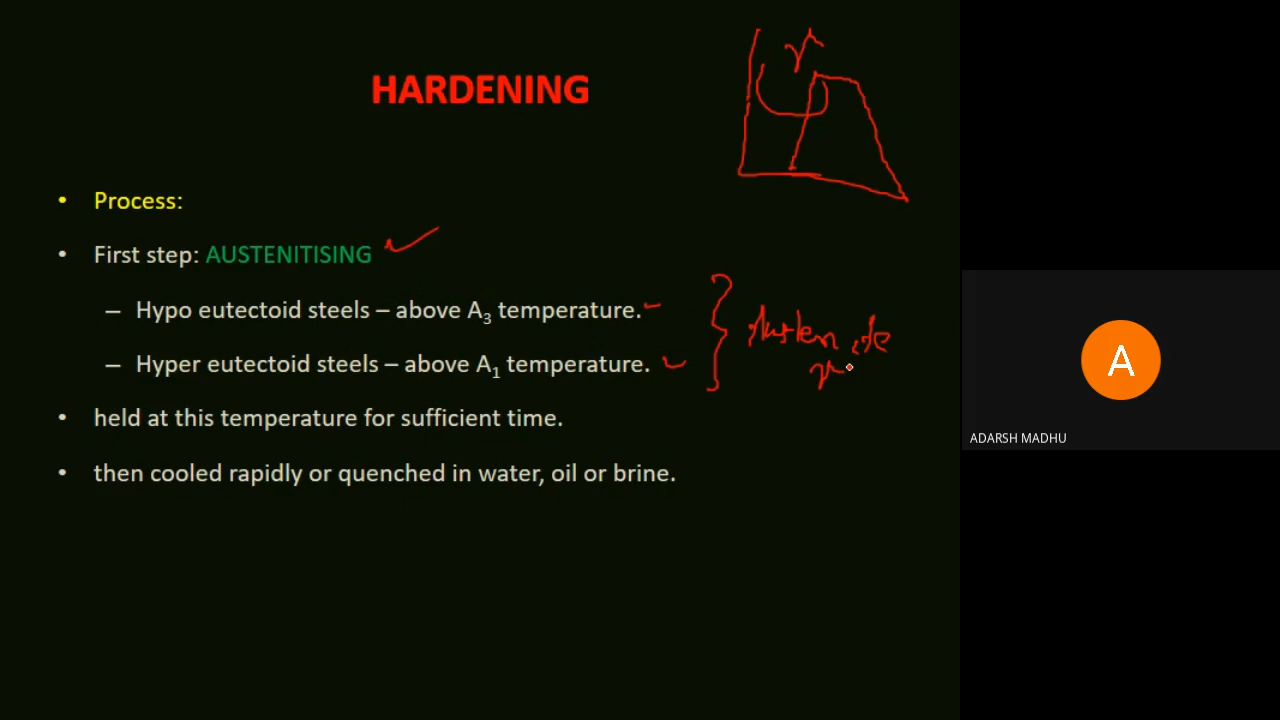 HARDENING
γ
• Process:
• First step: AUSTENITISING
– Hypo eutectoid steels – above A₃ temperature.
– Hyper eutectoid steels – above A₁ temperature.
Austenite
γ
• held at this temperature for sufficient time.
• then cooled rapidly or quenched in water, oil or brine.
A
ADARSH MADHU